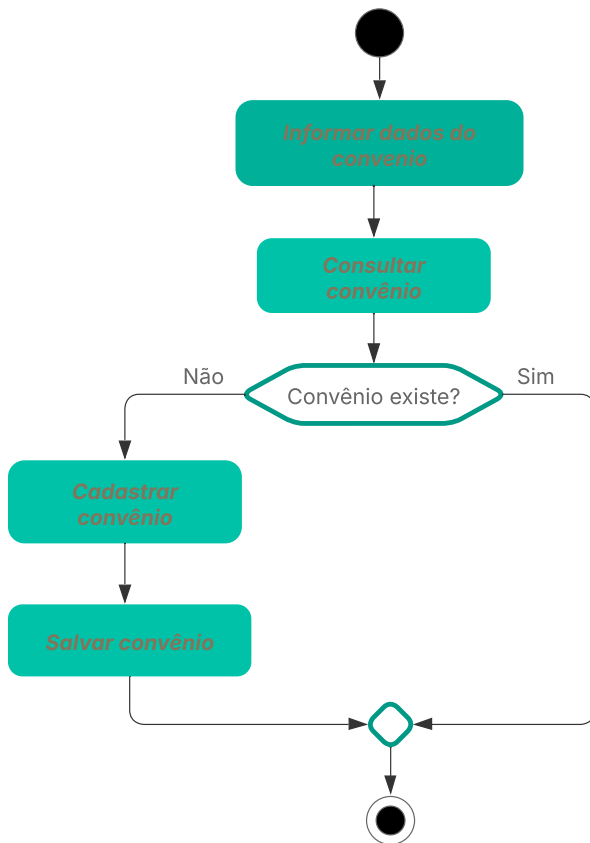 Informar dados do
convenio
Consultar
convênio
Não
Convênio existe?
Sim
Cadastrar
convênio
Salvar convênio